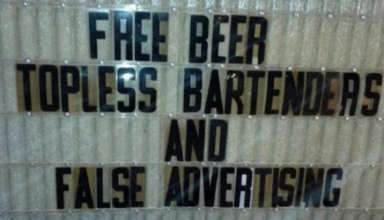 FREE BEER
TOPLESS BARTENDERS
AND
FALSE ADVERTISING